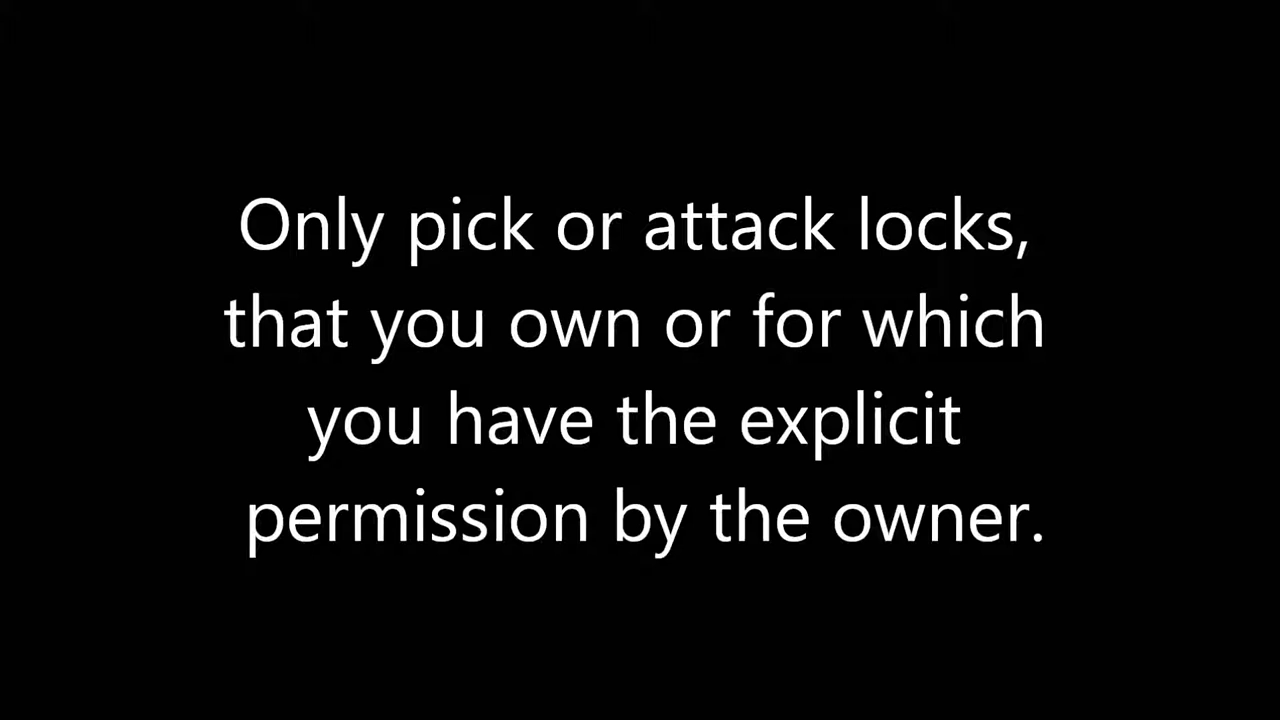 Only pick or attack locks,
that you own or for which
you have the explicit
permission by the owner.